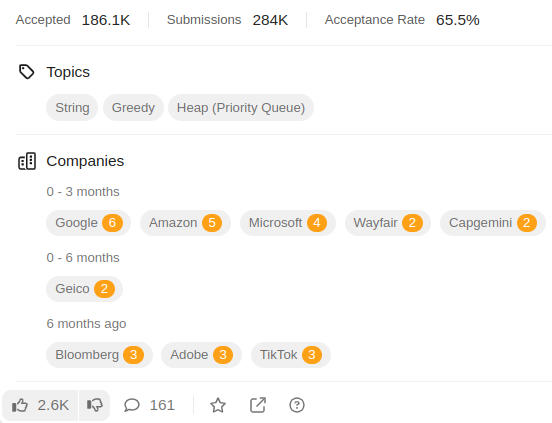 Accepted 186.1K Submissions 284K Acceptance Rate 65.5%
Topics
String Greedy Heap (Priority Queue)
Companies
0 - 3 months
Google 6 Amazon 5 Microsoft 4 Wayfair 2 Capgemini 2
0 - 6 months
Geico 2
6 months ago
Bloomberg 3 Adobe 3 TikTok 3
2.6K 161